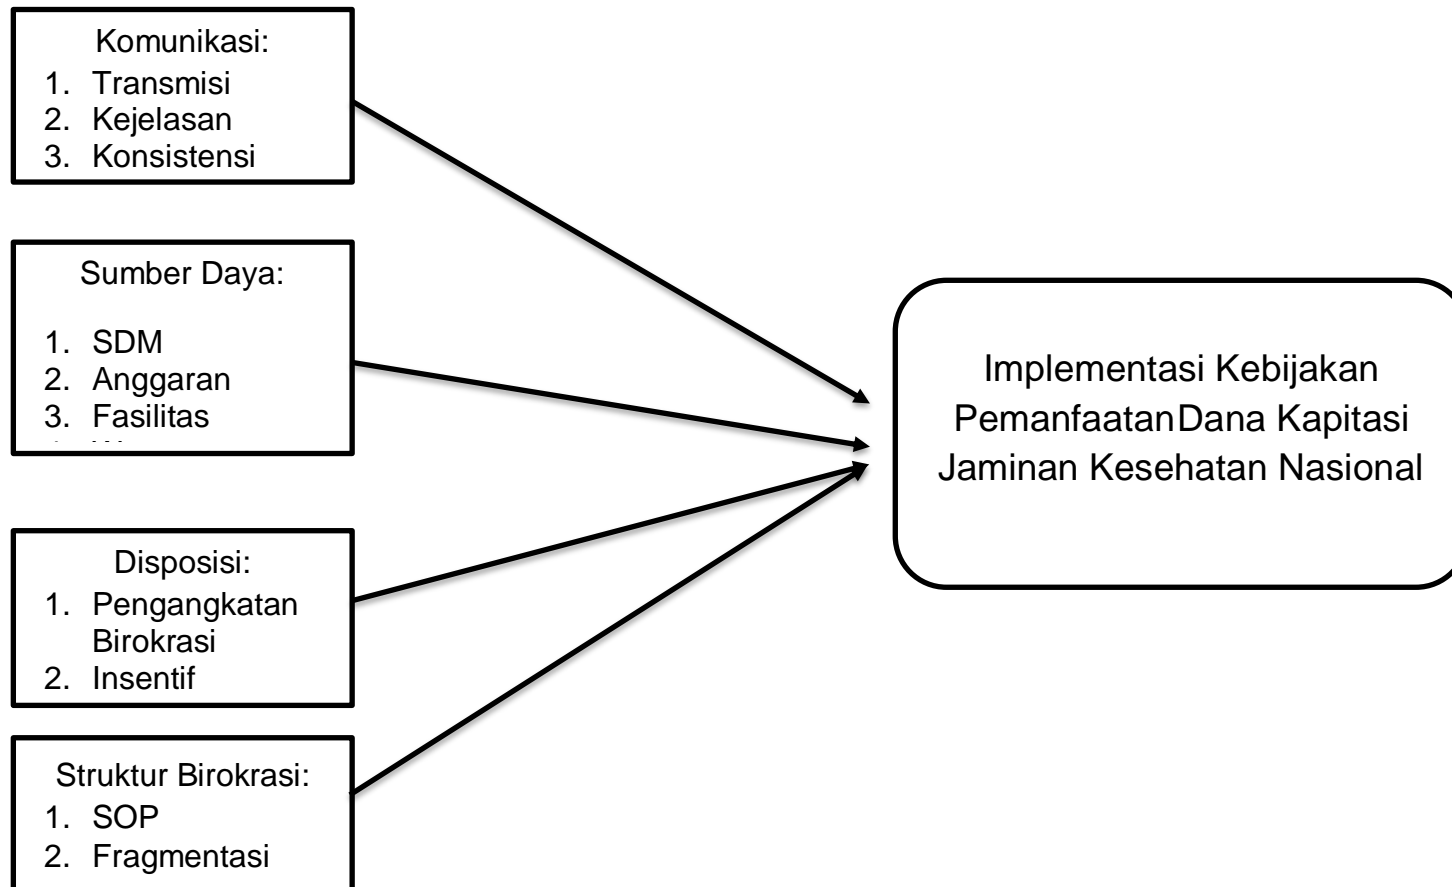 Komunikasi:
1. Transmisi
2. Kejelasan
3. Konsistensi
Sumber Daya:
1. SDM
2. Anggaran
3. Fasilitas
Disposisi:
1. Pengangkatan
Birokrasi
2. Insentif
Struktur Birokrasi:
1. SOP
2. Fragmentasi
Implementasi Kebijakan
PemanfaatanDana Kapitasi
Jaminan Kesehatan Nasional